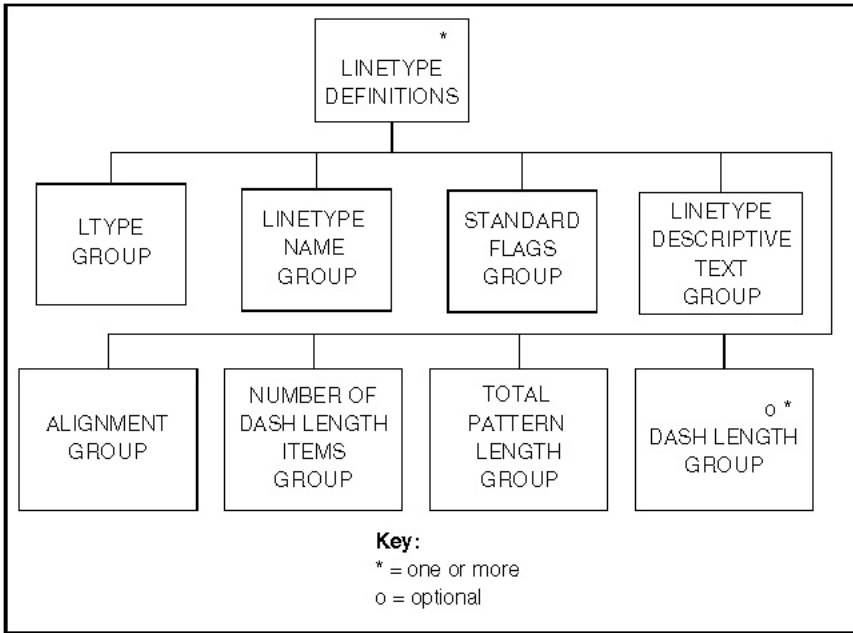 *
LINETYPE
DEFINITIONS
LTYPE
GROUP
LINETYPE
NAME
GROUP
STANDARD
FLAGS
GROUP
LINETYPE
DESCRIPTIVE
TEXT
GROUP
ALIGNMENT
GROUP
NUMBER OF
DASH LENGTH
ITEMS
GROUP
TOTAL
PATTERN
LENGTH
GROUP
o *
DASH LENGTH
GROUP
Key:
* = one or more
o = optional